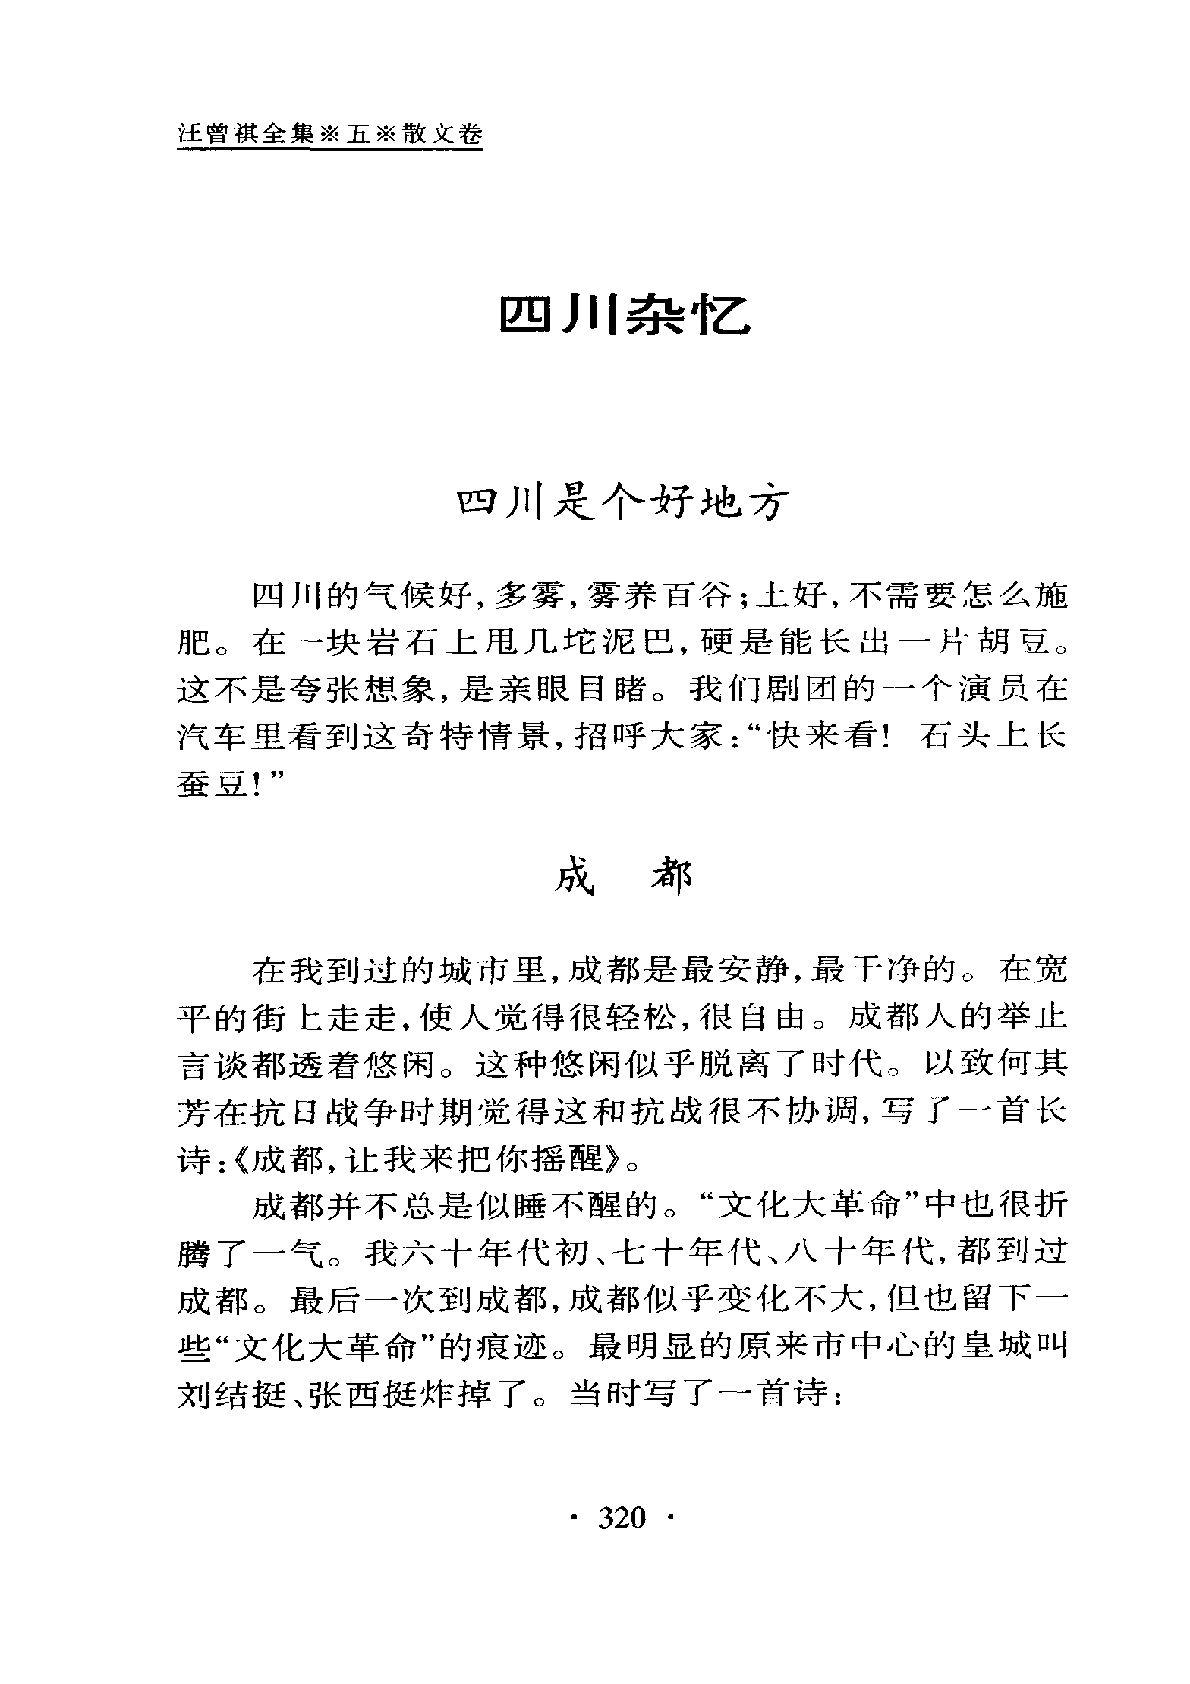 汪曾祺全集※五※散文卷
四川杂忆
四川是个好地方
四川的气候好,多雾,雾养百谷;土好,不需要怎么施
肥。在一块岩石上甩几坨泥巴,硬是能长出一片胡豆。
这不是夸张想象,是亲眼目睹。我们剧团的一个演员在
汽车里看到这奇特情景,招呼大家:“快来看! 石头上长
蚕豆!”
成 都
在我到过的城市里,成都是最安静,最干净的。在宽
平的街上走走,使人觉得很轻松,很自由。成都人的举止
言谈都透着悠闲。这种悠闲似乎脱离了时代。以致何其
芳在抗日战争时期觉得这和抗战很不协调,写了一首长
诗:《成都,让我来把你摇醒》。
成都并不总是似睡不醒的。“文化大革命”中也很折
腾了一气。我六十年代初、七十年代、八十年代,都到过
成都。最后一次到成都,成都似乎变化不大,但也留下一
些“文化大革命”的痕迹。最明显的原来市中心的皇城叫
刘结挺、张西挺炸掉了。当时写了一首诗:
· 320 ·